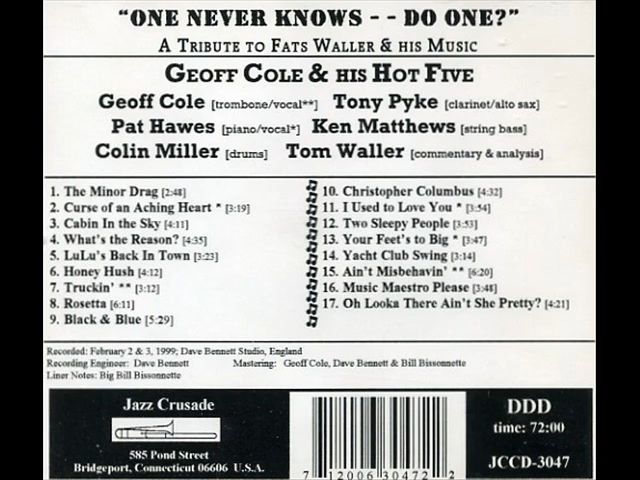 "ONE NEVER KNOWS - - DO ONE?"
A TRIBUTE TO FATS WALLER & HIS MUSIC
GEOFF COLE & HIS HOT FIVE
Geoff Cole [trombone/vocal**] Tony Pyke [clarinet/alto sax]
Pat Hawes [piano/vocal*] Ken Matthews [string bass]
Colin Miller [drums] Tom Waller [commentary & analysis]
1. The Minor Drag [2:48]
2. Curse of an Aching Heart * [3:19]
3. Cabin In the Sky [4:11]
4. What's the Reason? [4:35]
5. LuLu's Back In Town [3:23]
6. Honey Hush [4:12]
7. Truckin' ** [3:12]
8. Rosetta [6:11]
9. Black & Blue [5:29]
10. Christopher Columbus [4:32]
11. I Used to Love You * [3:54]
12. Two Sleepy People [3:53]
13. Your Feet's to Big * [3:47]
14. Yacht Club Swing [3:14]
15. Ain't Misbehavin' ** [6:20]
16. Music Maestro Please [3:48]
17. Oh Looka There Ain't She Pretty? [4:21]
Recorded: February 2 & 3, 1999; Dave Bennett Studio, England
Recording Engineer: Dave Bennett Mastering: Geoff Cole, Dave Bennett & Bill Bissonnette
Liner Notes: Big Bill Bissonnette
Jazz Crusade
585 Pond Street
Bridgeport, Connecticut 06606 U.S.A.
7 12006 30472 2
DDD
time: 72:00
JCCD-3047